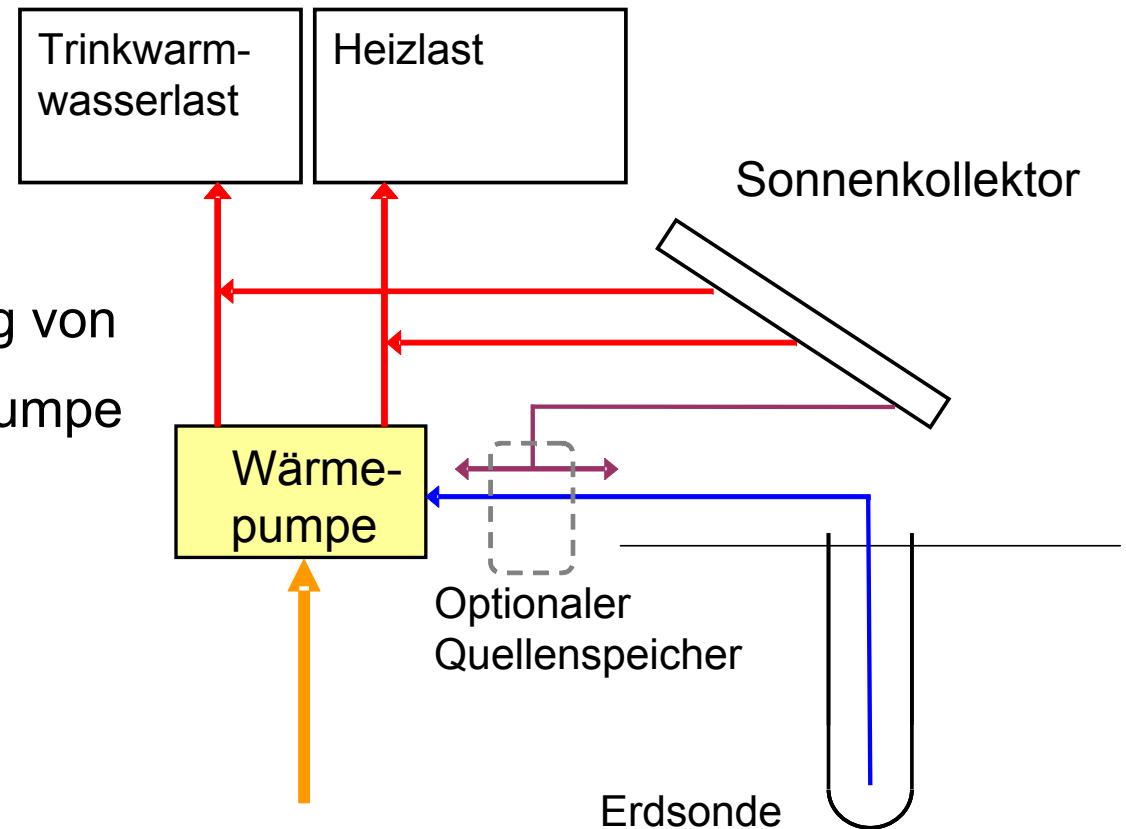 Trinkwarm-
wasserlast
Heizlast
Sonnenkollektor
g von
umpe
Wärme-
pumpe
Optionaler
Quellenspeicher
Erdsonde